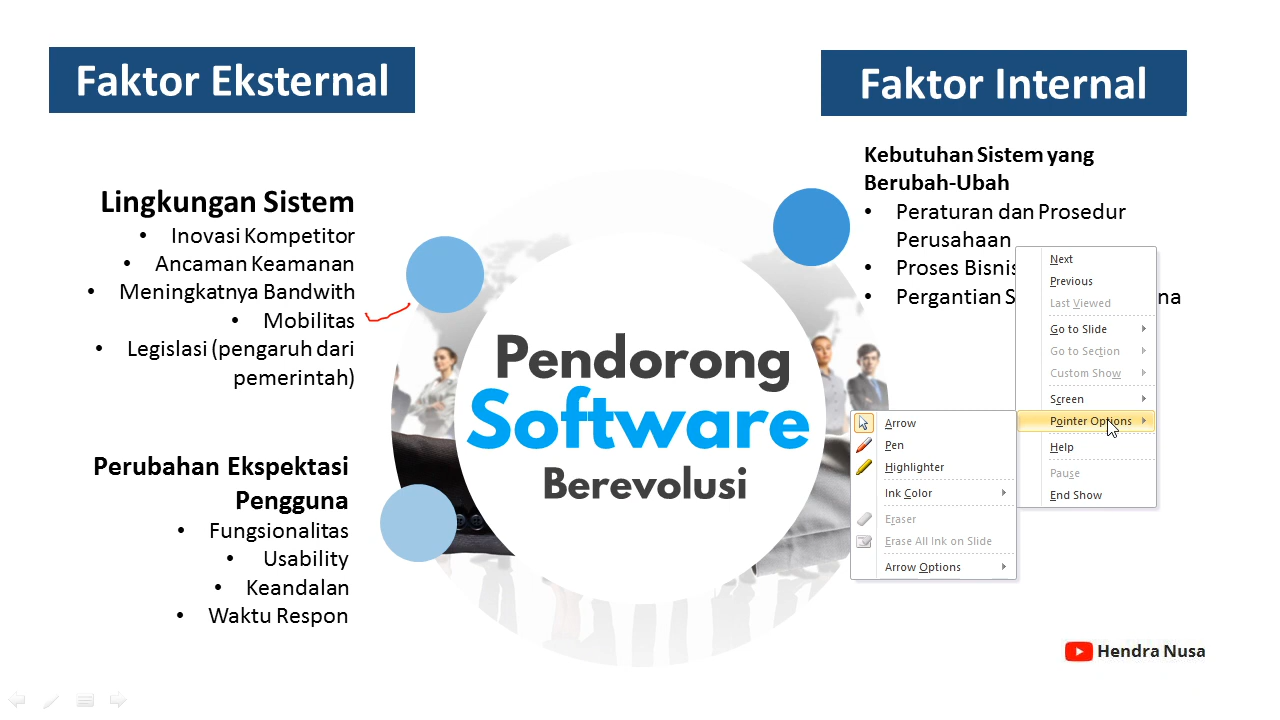 Faktor Eksternal
Lingkungan Sistem
• Inovasi Kompetitor
• Ancaman Keamanan
• Meningkatnya Bandwith
• Mobilitas
• Legislasi (pengaruh dari
pemerintah)
Perubahan Ekspektasi
Pengguna
• Fungsionalitas
• Usability
• Keandalan
• Waktu Respon
Pendorong
Software
Berevolusi
Faktor Internal
Kebutuhan Sistem yang
Berubah-Ubah
• Peraturan dan Prosedur
Perusahaan
• Proses Bisnis
• Pergantian
Next
Previous
Last Viewed
Go to Slide
Go to Section
Custom Show
Screen
Pointer Options
Help
Pause
End Show
Arrow
Pen
Highlighter
Ink Color
Eraser
Erase All Ink on Slide
Arrow Options
Hendra Nusa